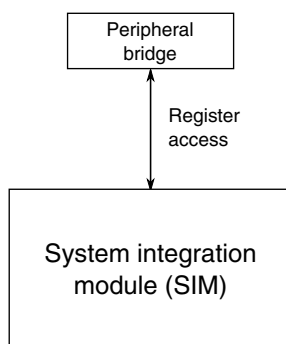 Peripheral
bridge
Register
access
System integration
module (SIM)